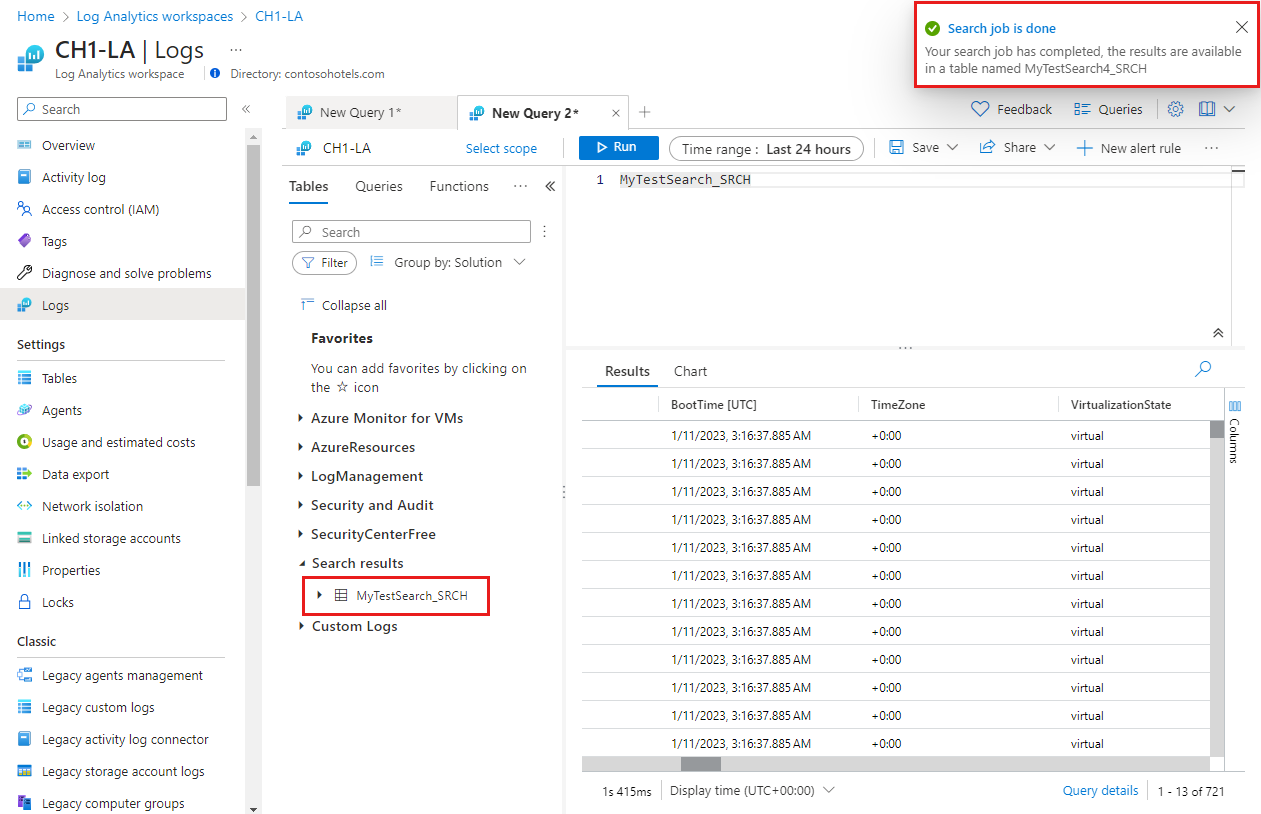 Home > Log Analytics workspaces > CH1-LA
CH1-LA | Logs ...
Log Analytics workspace
Directory: contosohotels.com
Search job is done
Your search job has completed, the results are available
in a table named MyTestSearch4_SRCH
Search
Overview
Activity log
Access control (IAM)
Tags
Diagnose and solve problems
Logs
Settings
Tables
Agents
Usage and estimated costs
Data export
Network isolation
Linked storage accounts
Properties
Locks
Classic
Legacy agents management
Legacy custom logs
Legacy activity log connector
Legacy storage account logs
Legacy computer groups
New Query 1*
New Query 2*
Feedback
Queries
CH1-LA
Select scope
Run
Time range : Last 24 hours
Save
Share
New alert rule
...
Tables
Queries
Functions
...
Search
Filter
Group by: Solution
Collapse all
Favorites
You can add favorites by clicking on
the ☆ icon
Azure Monitor for VMs
AzureResources
LogManagement
Security and Audit
SecurityCenterFree
Search results
MyTestSearch_SRCH
Custom Logs
1 MyTestSearch_SRCH
Results
Chart
BootTime [UTC] TimeZone VirtualizationState
1/11/2023, 3:16:37.885 AM +0:00 virtual
1/11/2023, 3:16:37.885 AM +0:00 virtual
1/11/2023, 3:16:37.885 AM +0:00 virtual
1/11/2023, 3:16:37.885 AM +0:00 virtual
1/11/2023, 3:16:37.885 AM +0:00 virtual
1/11/2023, 3:16:37.885 AM +0:00 virtual
1/11/2023, 3:16:37.885 AM +0:00 virtual
1/11/2023, 3:16:37.885 AM +0:00 virtual
1/11/2023, 3:16:37.885 AM +0:00 virtual
1/11/2023, 3:16:37.885 AM +0:00 virtual
1/11/2023, 3:16:37.885 AM +0:00 virtual
1/11/2023, 3:16:37.885 AM +0:00 virtual
Columns
1s 415ms
Display time (UTC+00:00)
Query details
1 - 13 of 721